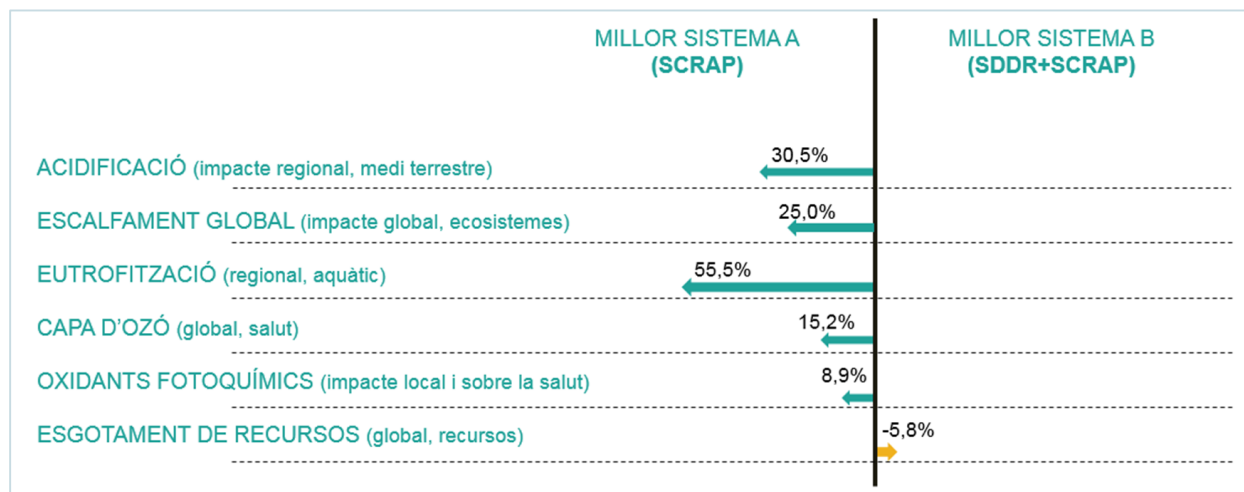 MILLOR SISTEMA A
(SCRAP)
MILLOR SISTEMA B
(SDDR+SCRAP)
ACIDIFICACIÓ (impacte regional, medi terrestre)
30,5%
ESCALFAMENT GLOBAL (impacte global, ecosistemes)
25,0%
EUTROFITZACIÓ (regional, aquàtic)
55,5%
CAPA D'OZÓ (global, salut)
15,2%
OXIDANTS FOTOQUÍMICS (impacte local i sobre la salut)
8,9%
ESGOTAMENT DE RECURSOS (global, recursos)
-5,8%